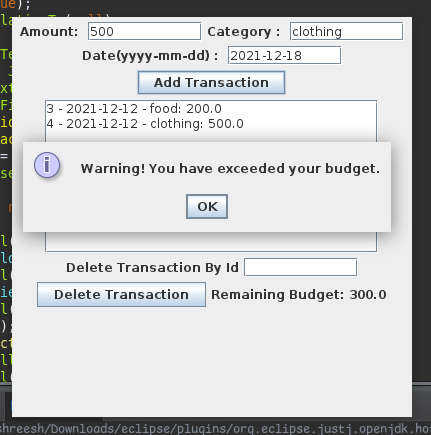 Amount: 500 Category : clothing
Date(yyyy-mm-dd) : 2021-12-18
Add Transaction
3 - 2021-12-12 - food: 200.0
4 - 2021-12-12 - clothing: 500.0
Warning! You have exceeded your budget.
OK
Delete Transaction By Id
Delete Transaction Remaining Budget: 300.0
shreesh/Downloads/eclipse/plugins/org.eclipse.justj.openjdk.ho